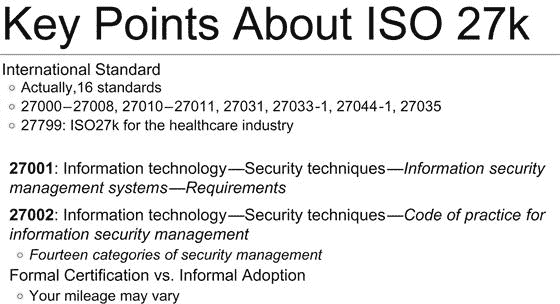 Key Points About ISO 27k
International Standard
◦ Actually,16 standards
◦ 27000–27008, 27010–27011, 27031, 27033-1, 27044-1, 27035
◦ 27799: ISO27k for the healthcare industry
27001: Information technology—Security techniques—Information security
management systems—Requirements
27002: Information technology—Security techniques—Code of practice for
information security management
◦ Fourteen categories of security management
Formal Certification vs. Informal Adoption
◦ Your mileage may vary